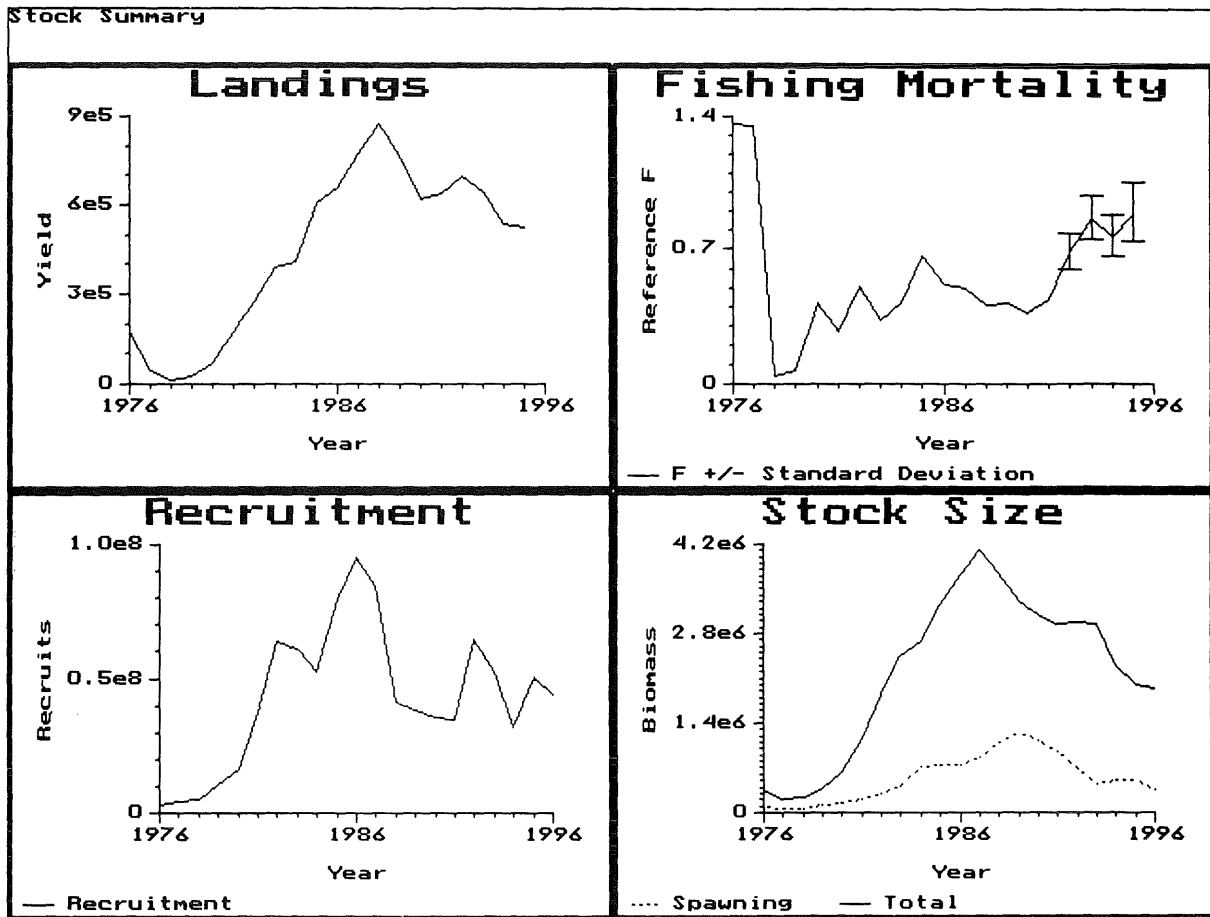 Stock Summary
Landings
9e5
6e5
3e5
0
Yield
1976 1986 1996
Year
Fishing Mortality
1.4
0.7
0
Reference F
1976 1986 1996
Year
F +/- Standard Deviation
Recruitment
1.0e8
0.5e8
0
Recruits
1976 1986 1996
Year
Recruitment
Stock Size
4.2e6
2.8e6
1.4e6
0
Biomass
1976 1986 1996
Year
Spawning Total